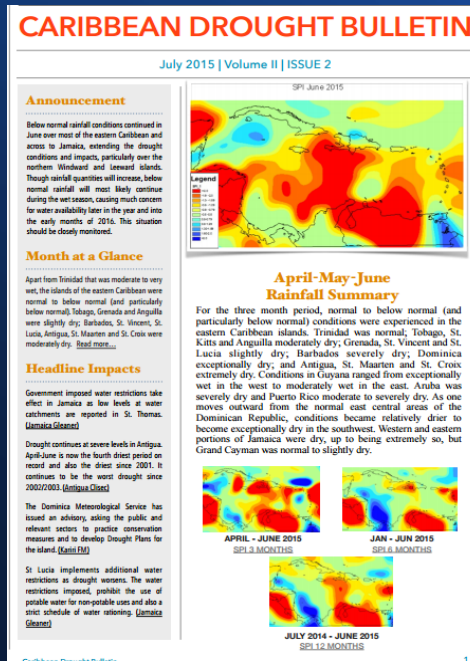 CARIBBEAN DROUGHT BULLETIN
July 2015 | Volume II | ISSUE 2
Announcement
Below normal rainfall conditions continued in
June over most of the eastern Caribbean and
across to Jamaica, extending the drought
conditions and impacts, particularly over the
northern Windward and Leeward islands.
Though rainfall quantities will increase, below
normal rainfall will most likely continue
during the wet season, causing much concern
for water availability later in the year and into
the early months of 2016. This situation
should be closely monitored.
Month at a Glance
Apart from Trinidad that was moderate to very
wet, the islands of the eastern Caribbean were
normal to below normal (and particularly
below normal). Tobago, Grenada and Anguilla
were slightly dry; Barbados, St. Vincent, St.
Lucia, Antigua, St. Maarten and St. Croix were
moderately dry. Read more...
Headline Impacts
Government imposed water restrictions take
effect in Jamaica as low levels at water
catchments are reported in St. Thomas.
(Jamaica Gleaner)
Drought continues at severe levels in Antigua.
April-June is now the fourth driest period on
record and also the driest since 2001. It
continues to be the worst drought since
2002/2003. (Antigua Clisec)
The Dominica Meteorological Service has
issued an advisory, asking the public and
relevant sectors to practice conservation
measures and to develop Drought Plans for
the island. (Kariri FM)
St Lucia implements additional water
restrictions as drought worsens. The water
restrictions imposed, prohibit the use of
potable water for non-potable uses and also a
strict schedule of water rationing. (Jamaica
Gleaner)
SPI June 2015
Legend
April-May-June
Rainfall Summary
For the three month period, normal to below normal (and
particularly below normal) conditions were experienced in the
eastern Caribbean islands. Trinidad was normal; Tobago, St.
Kitts and Anguilla moderately dry; Grenada, St. Vincent and St.
Lucia slightly dry; Barbados severely dry; Dominica
exceptionally dry; and Antigua, St. Maarten and St. Croix
extremely dry. Conditions in Guyana ranged from exceptionally
wet in the west to moderately wet in the east. Aruba was
severely dry and Puerto Rico moderate to severely dry. As one
moves outward from the normal east central areas of the
Dominican Republic, conditions became relatively drier to
become exceptionally dry in the southwest. Western and eastern
portions of Jamaica were dry, up to being extremely so, but
Grand Cayman was normal to slightly dry.
APRIL - JUNE 2015
SPI 3 MONTHS
JAN - JUN 2015
SPI 6 MONTHS
JULY 2014 - JUNE 2015
SPI 12 MONTHS
Caribbean Drought Bulletin
1